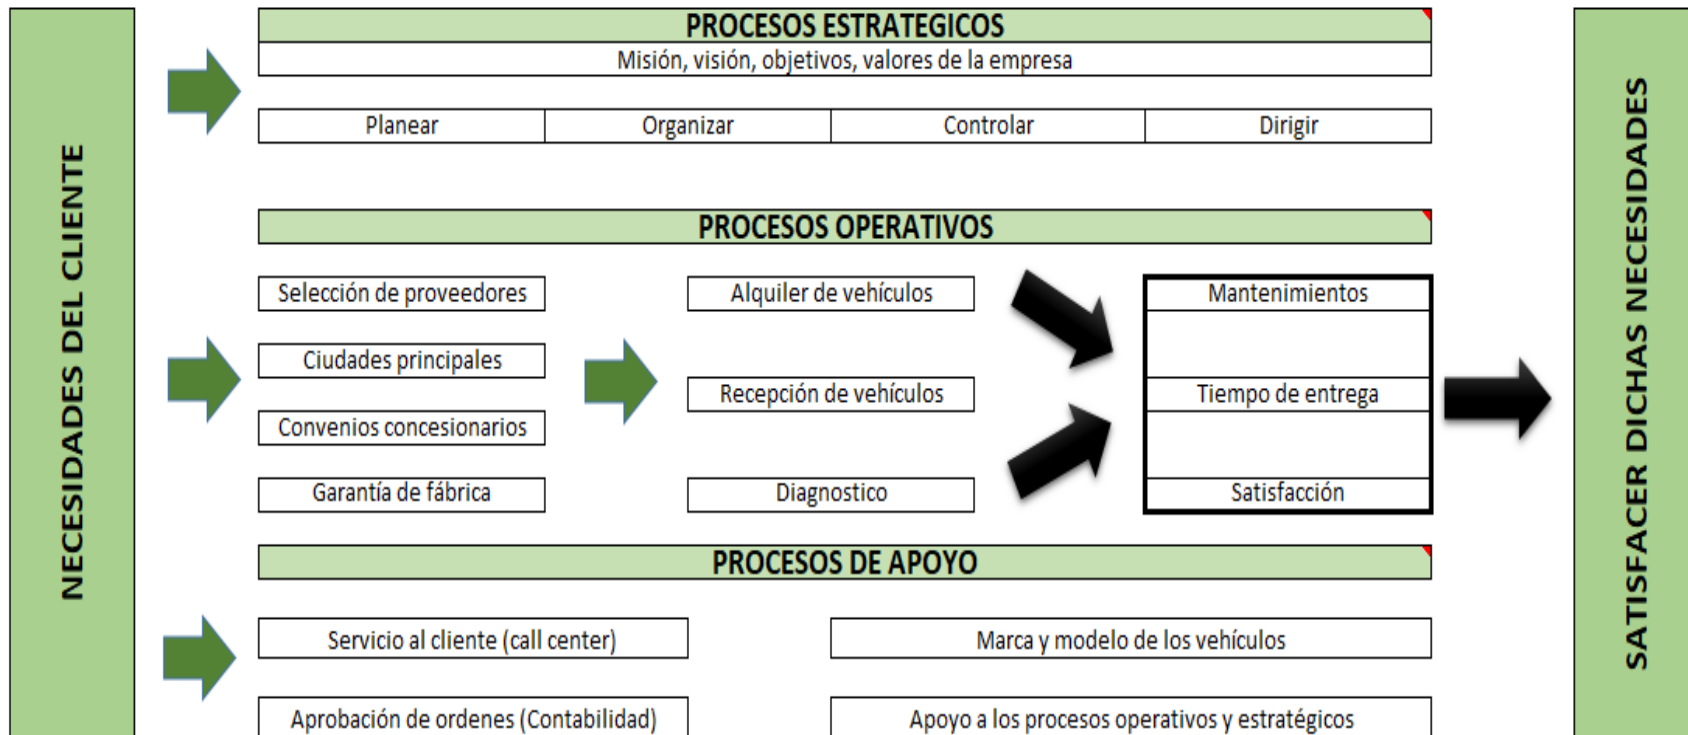 NECESIDADES DEL CLIENTE
PROCESOS ESTRATEGICOS
Misión, visión, objetivos, valores de la empresa
Planear
Organizar
Controlar
Dirigir
PROCESOS OPERATIVOS
Selección de proveedores
Ciudades principales
Convenios concesionarios
Garantía de fábrica
Alquiler de vehículos
Recepción de vehículos
Diagnostico
Mantenimientos
Tiempo de entrega
Satisfacción
PROCESOS DE APOYO
Servicio al cliente (call center)
Marca y modelo de los vehículos
Aprobación de ordenes (Contabilidad)
Apoyo a los procesos operativos y estratégicos
SATISFACER DICHAS NECESIDADES